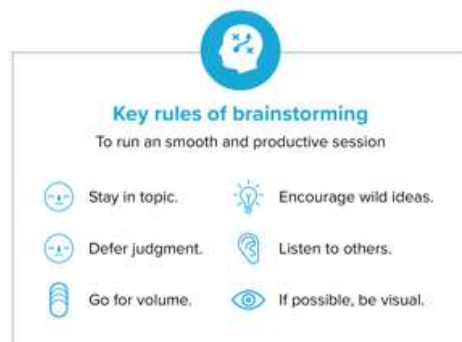 Key rules of brainstorming
To run an smooth and productive session
Stay in topic.
Encourage wild ideas.
Defer judgment.
Listen to others.
Go for volume.
If possible, be visual.